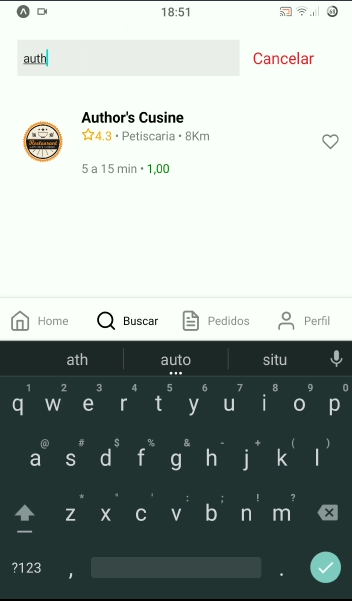 18:51
auth
Cancelar
Author's Cusine
Restaurant
4.3 • Petiscaria • 8Km
5 a 15 min • 1,00
Home Buscar Pedidos Perfil
ath auto situ
1 2 3 4 5 6 7 8 9 0
q w e r t y u i o p
@ # $ % & - + ( )
a s d f g h j k l
* " ' : ; ! ?
z x c v b n m
?123 , .